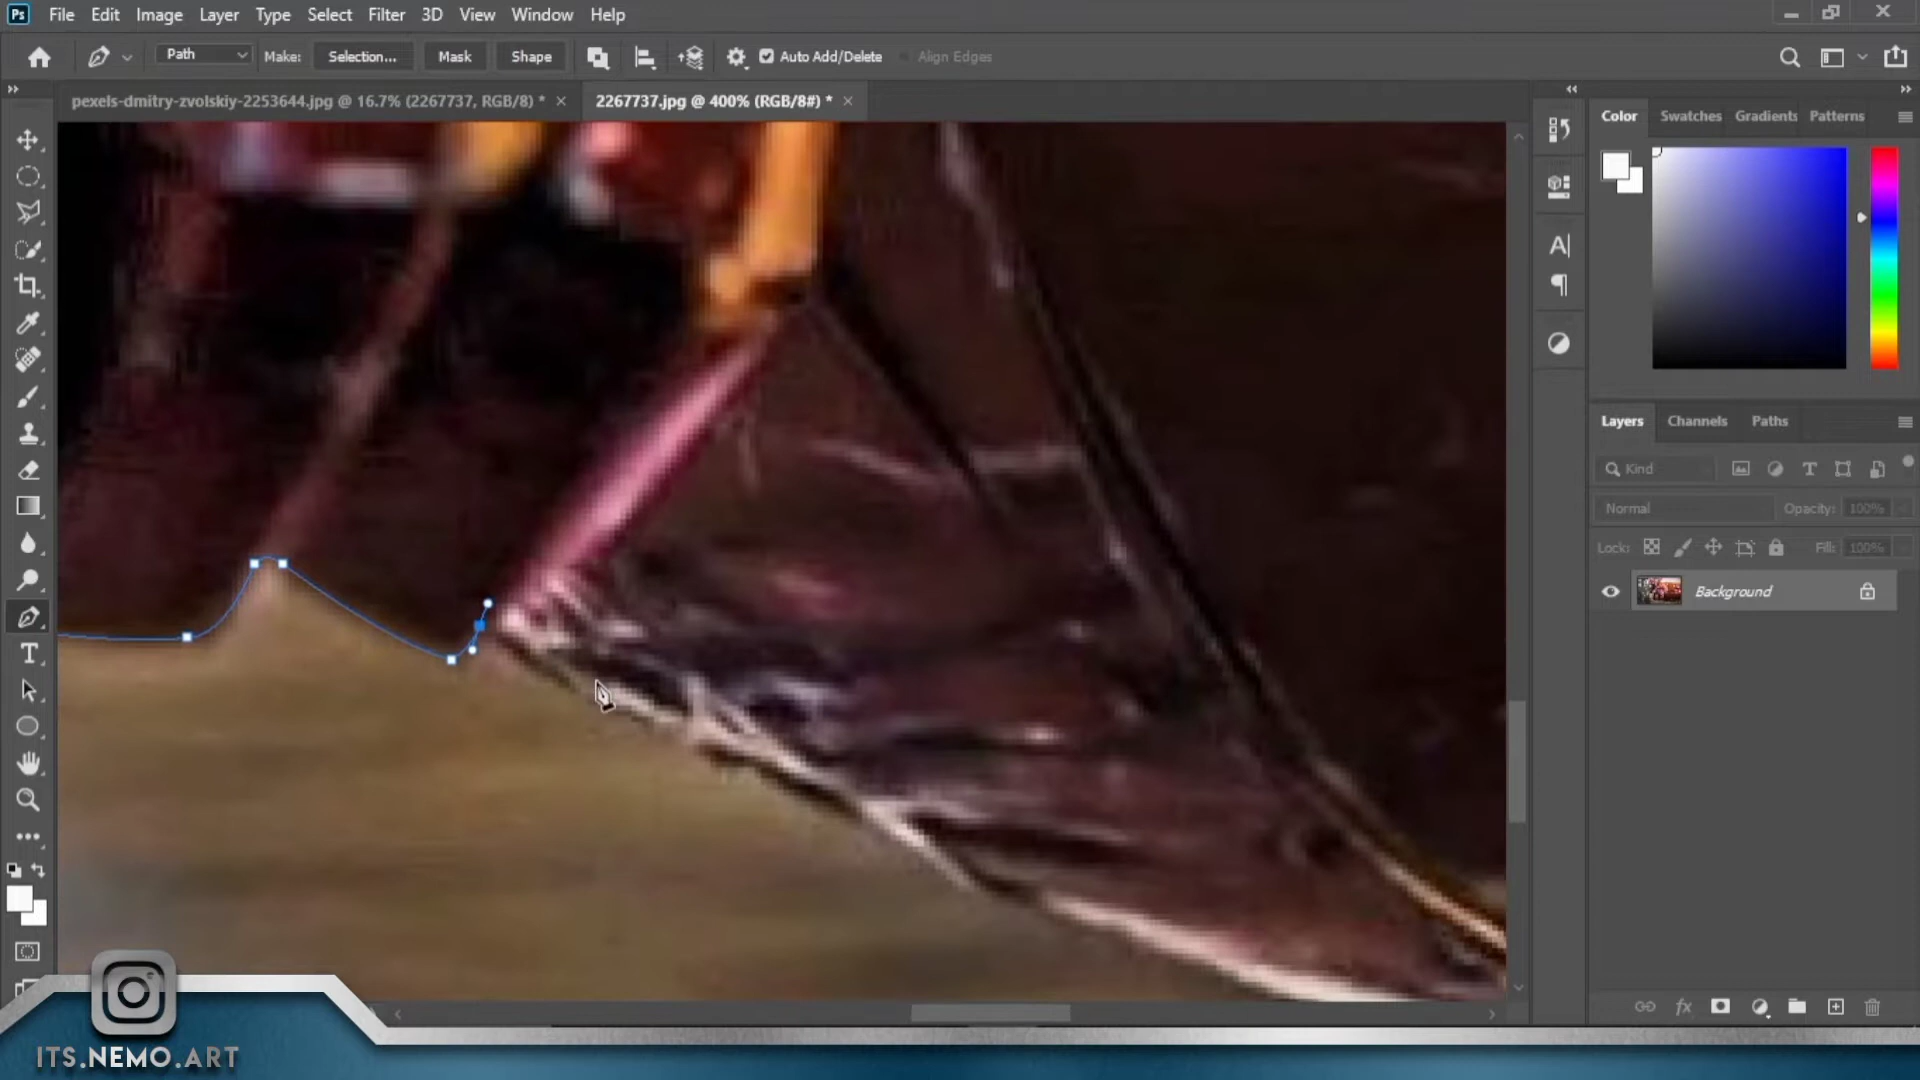 Ps File Edit Image Layer Type Select Filter 3D View Window Help
Path Make: Selection... Mask Shape Auto Add/Delete Align Edges
pexels-dmitry-zvolskiy-2253644.jpg @ 16.7% (2267737, RGB/8) * 2267737.jpg @ 400% (RGB/8#) *
Color Swatches Gradients Patterns
Layers Channels Paths
Kind
Normal Opacity: 100%
Lock: Fill: 100%
Background
fx
ITS.NEMO.ART